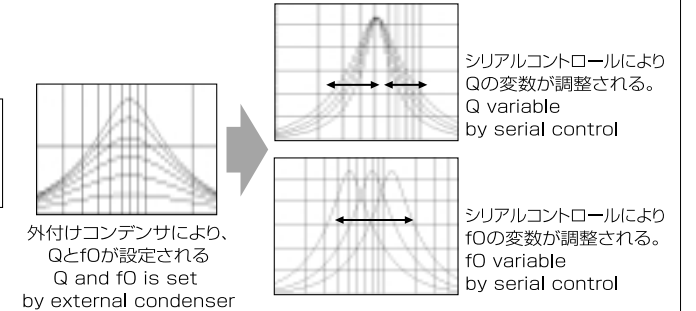 シリアルコントロールにより
Qの変数が調整される。
Q variable
by serial control
外付けコンデンサにより、
QとfOが設定される
Q and fO is set
by external condenser
シリアルコントロールにより
fOの変数が調整される。
fO variable
by serial control